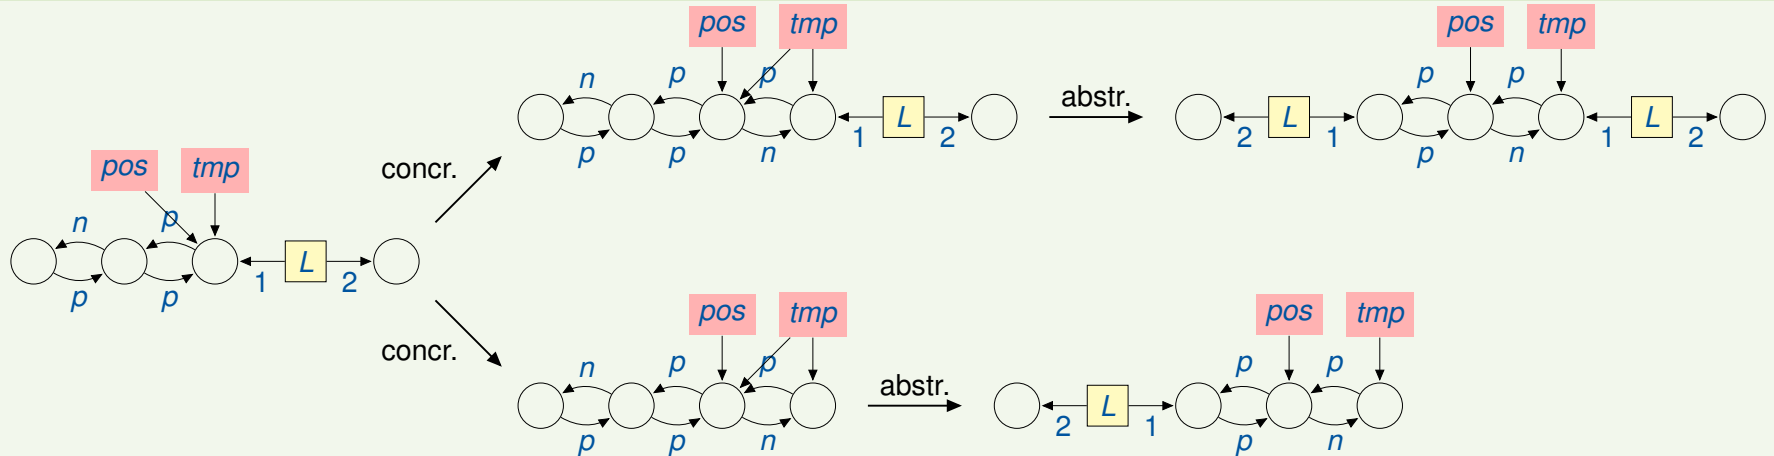 pos tmp
n p p
p p n
1 L 2
abstr.
pos tmp
p p
2 L 1
p n
1 L 2
concr.
pos tmp
n p
p p
1 L 2
concr.
pos tmp
n p p
p p n
abstr.
pos tmp
p p
2 L 1
p n